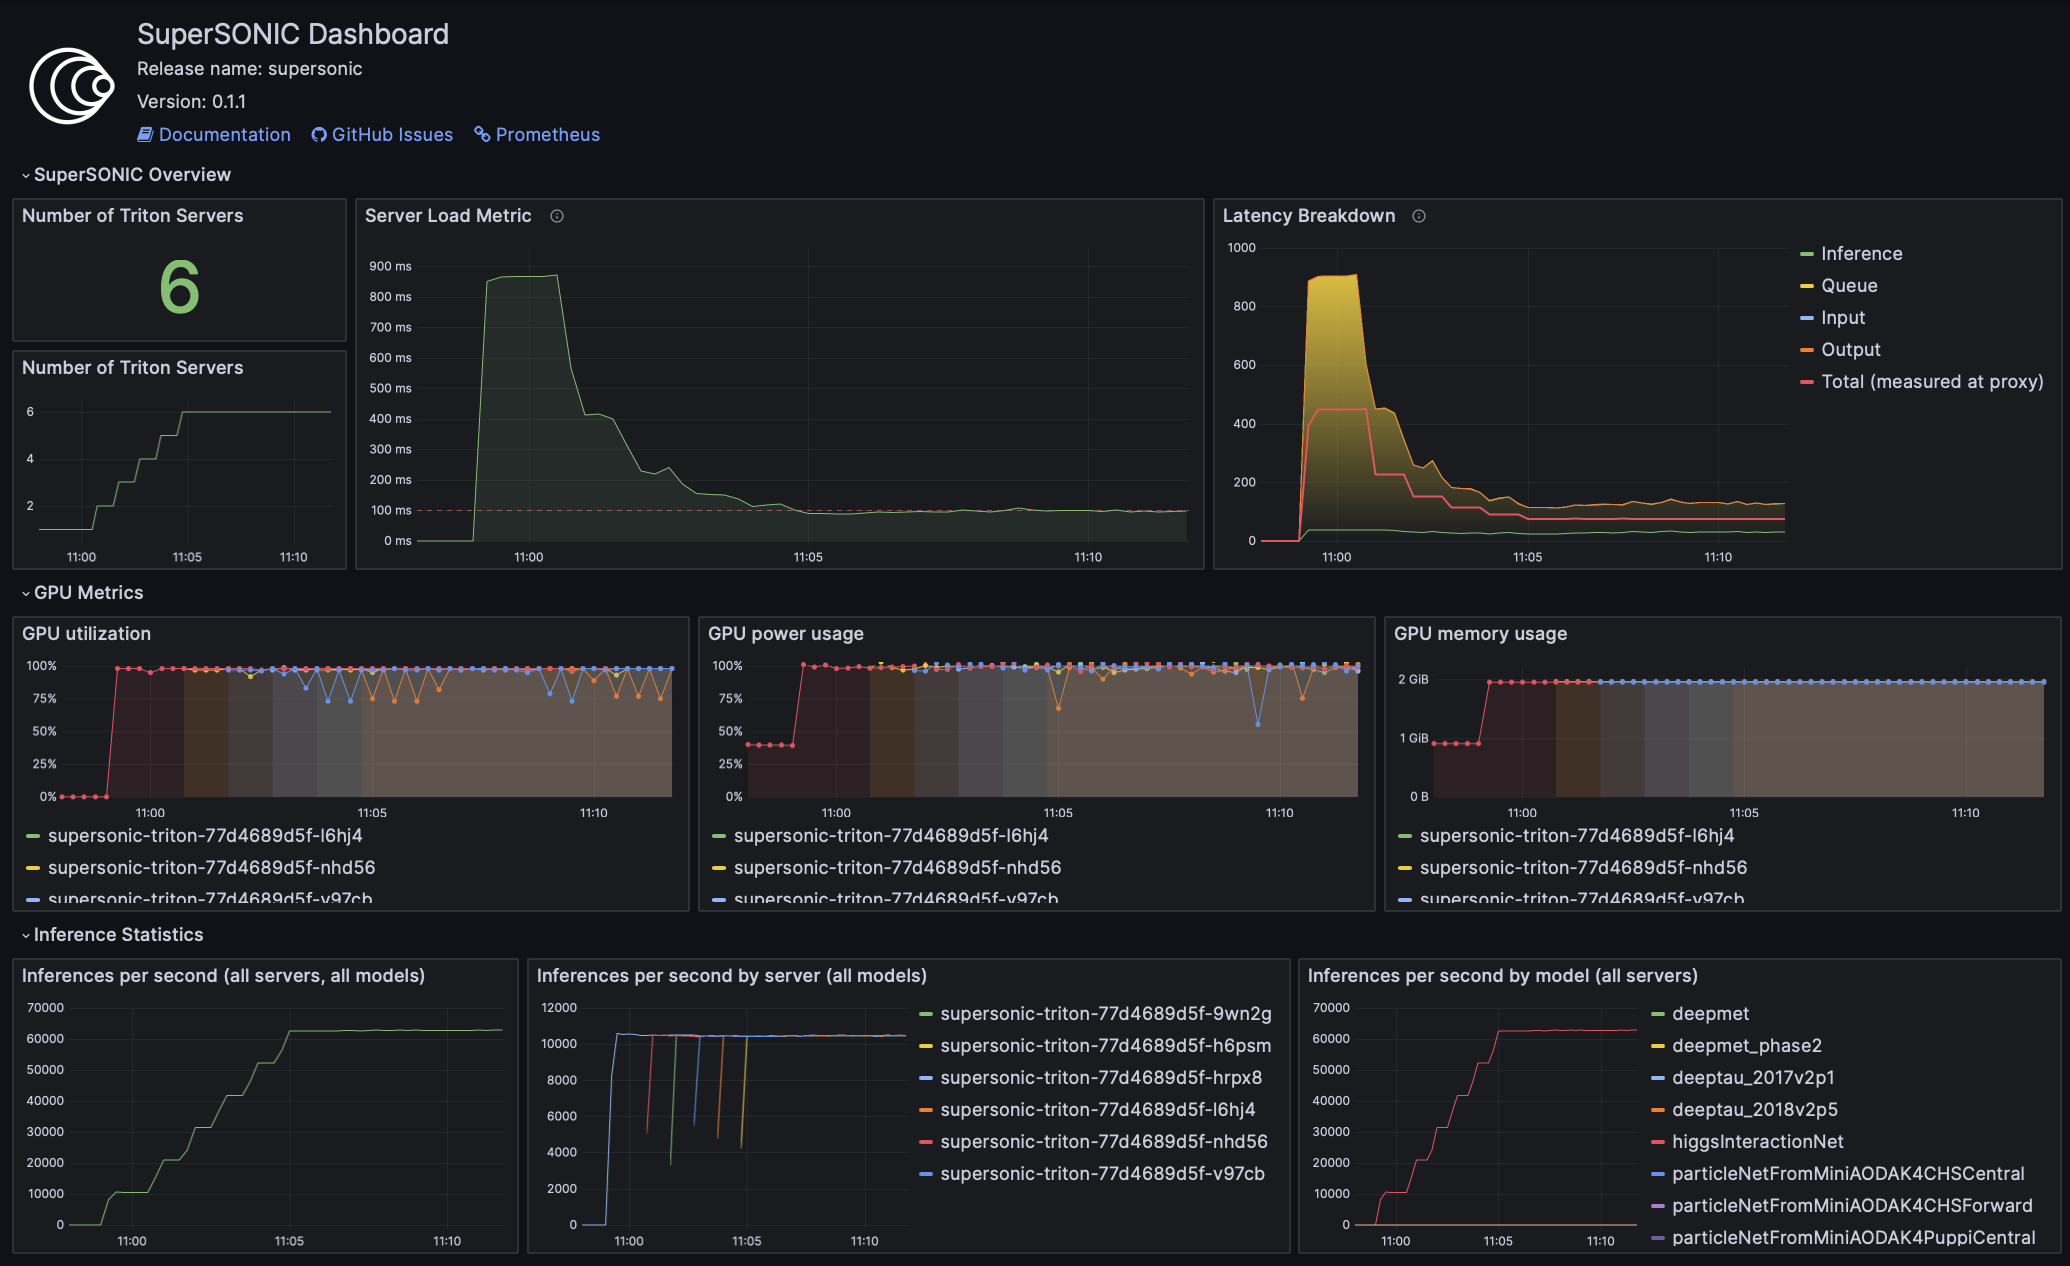 SuperSONIC Dashboard
Release name: supersonic
Version: 0.1.1
Documentation GitHub Issues Prometheus
SuperSONIC Overview
Number of Triton Servers
6
Number of Triton Servers
6
4
2
11:00 11:05 11:10
Server Load Metric
900 ms
800 ms
700 ms
600 ms
500 ms
400 ms
300 ms
200 ms
100 ms
0 ms
11:00 11:05 11:10
Latency Breakdown
1000
800
600
400
200
0
11:00 11:05 11:10
Inference
Queue
Input
Output
Total (measured at proxy)
GPU Metrics
GPU utilization
100%
75%
50%
25%
0%
11:00 11:05 11:10
supersonic-triton-77d4689d5f-l6hj4
supersonic-triton-77d4689d5f-nhd56
supersonic-triton-77d4689d5f-v97cb
GPU power usage
100%
75%
50%
25%
0%
11:00 11:05 11:10
supersonic-triton-77d4689d5f-l6hj4
supersonic-triton-77d4689d5f-nhd56
supersonic-triton-77d4689d5f-v97cb
GPU memory usage
2 GiB
1 GiB
0 B
11:00 11:05 11:10
supersonic-triton-77d4689d5f-l6hj4
supersonic-triton-77d4689d5f-nhd56
supersonic-triton-77d4689d5f-v97cb
Inference Statistics
Inferences per second (all servers, all models)
70000
60000
50000
40000
30000
20000
10000
0
11:00 11:05 11:10
Inferences per second by server (all models)
12000
10000
8000
6000
4000
2000
0
11:00 11:05 11:10
supersonic-triton-77d4689d5f-9wn2g
supersonic-triton-77d4689d5f-h6psm
supersonic-triton-77d4689d5f-hrpx8
supersonic-triton-77d4689d5f-l6hj4
supersonic-triton-77d4689d5f-nhd56
supersonic-triton-77d4689d5f-v97cb
Inferences per second by model (all servers)
70000
60000
50000
40000
30000
20000
10000
0
11:00 11:05 11:10
deepmet
deepmet_phase2
deeptau_2017v2p1
deeptau_2018v2p5
higgsInteractionNet
particleNetFromMiniAODAK4CHSCentral
particleNetFromMiniAODAK4CHSForward
particleNetFromMiniAODAK4PuppiCentral